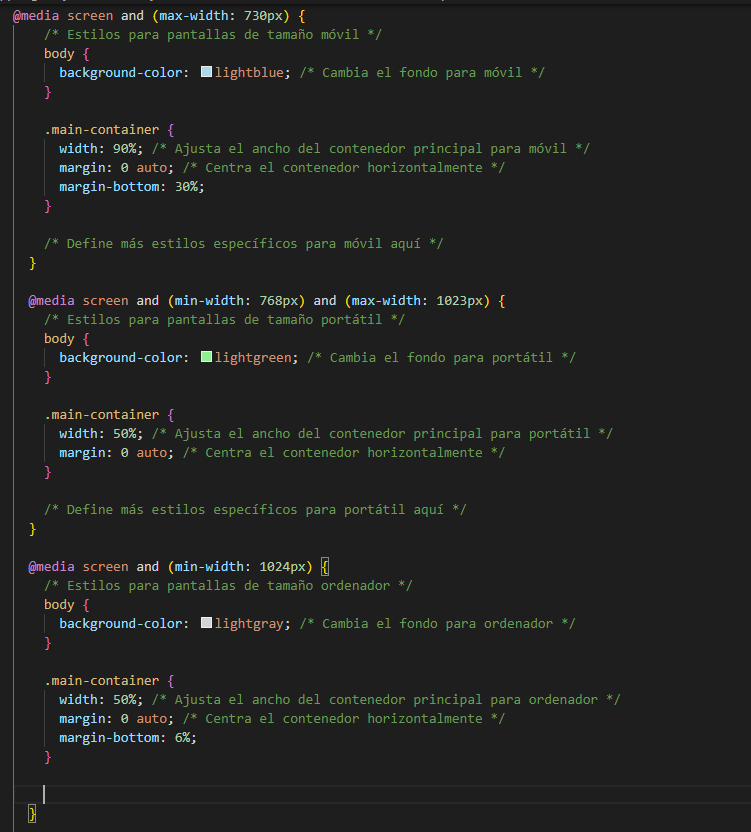 @media screen and (max-width: 730px) {
/* Estilos para pantallas de tamaño móvil */
body {
background-color: lightblue; /* Cambia el fondo para móvil */
}
.main-container {
width: 90%; /* Ajusta el ancho del contenedor principal para móvil */
margin: 0 auto; /* Centra el contenedor horizontalmente */
margin-bottom: 30%;
}
/* Define más estilos específicos para móvil aquí */
}
@media screen and (min-width: 768px) and (max-width: 1023px) {
/* Estilos para pantallas de tamaño portátil */
body {
background-color: lightgreen; /* Cambia el fondo para portátil */
}
.main-container {
width: 50%; /* Ajusta el ancho del contenedor principal para portátil */
margin: 0 auto; /* Centra el contenedor horizontalmente */
}
/* Define más estilos específicos para portátil aquí */
}
@media screen and (min-width: 1024px) {
/* Estilos para pantallas de tamaño ordenador */
body {
background-color: lightgray; /* Cambia el fondo para ordenador */
}
.main-container {
width: 50%; /* Ajusta el ancho del contenedor principal para ordenador */
margin: 0 auto; /* Centra el contenedor horizontalmente */
margin-bottom: 6%;
}
}